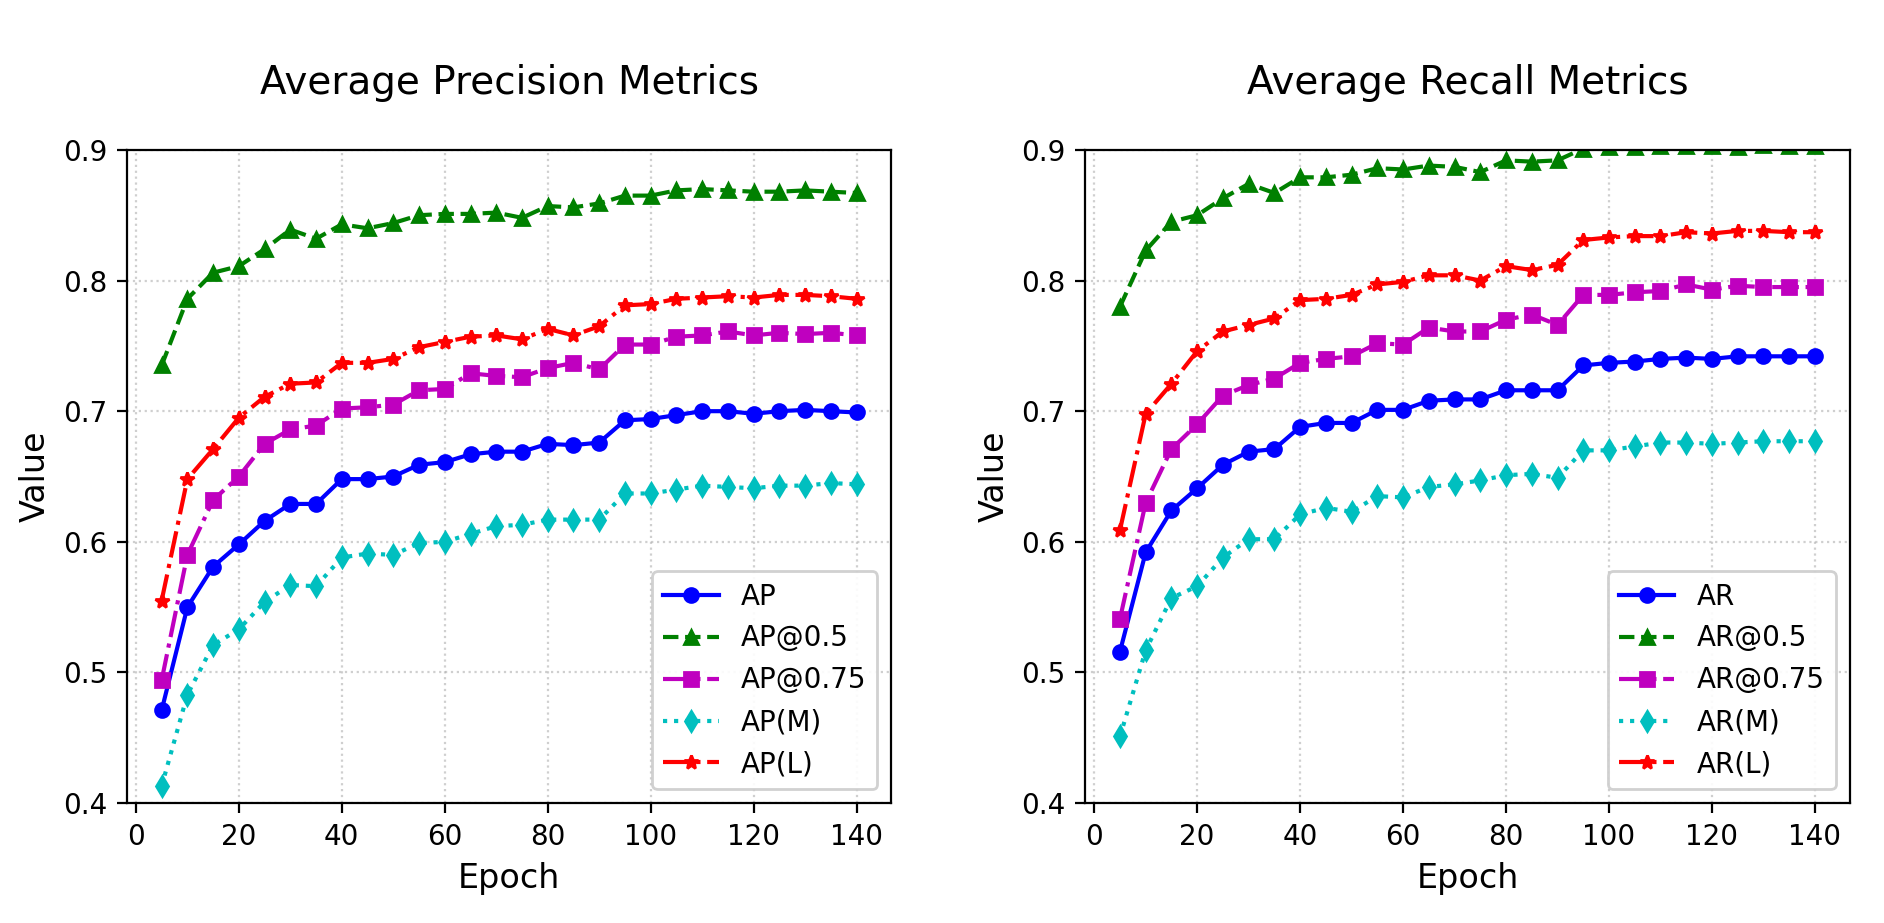 Average Precision Metrics
0.9
0.8
0.7
0.6
0.5
0.4
Value
0 20 40 60 80 100 120 140
Epoch
AP
AP@0.5
AP@0.75
AP(M)
AP(L)
Average Recall Metrics
0.9
0.8
0.7
0.6
0.5
0.4
Value
0 20 40 60 80 100 120 140
Epoch
AR
AR@0.5
AR@0.75
AR(M)
AR(L)